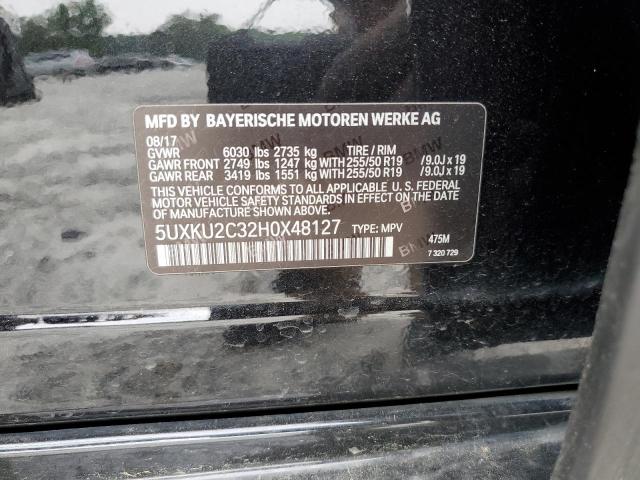 MFD BY BAYERISCHE MOTOREN WERKE AG
08/17
GVWR 6030 lbs 2735 kg TIRE / RIM
GAWR FRONT 2749 lbs 1247 kg WITH 255/50 R19 /9.0J x 19
GAWR REAR 3419 lbs 1551 kg WITH 255/50 R19 /9.0J x 19
THIS VEHICLE CONFORMS TO ALL APPLICABLE U. S. FEDERAL
MOTOR VEHICLE SAFETY STANDARDS IN EFFECT ON THE
DATE OF MANUFACTURE SHOWN ABOVE.
5UXKU2C32H0X48127 TYPE: MPV 475M
7 320 729